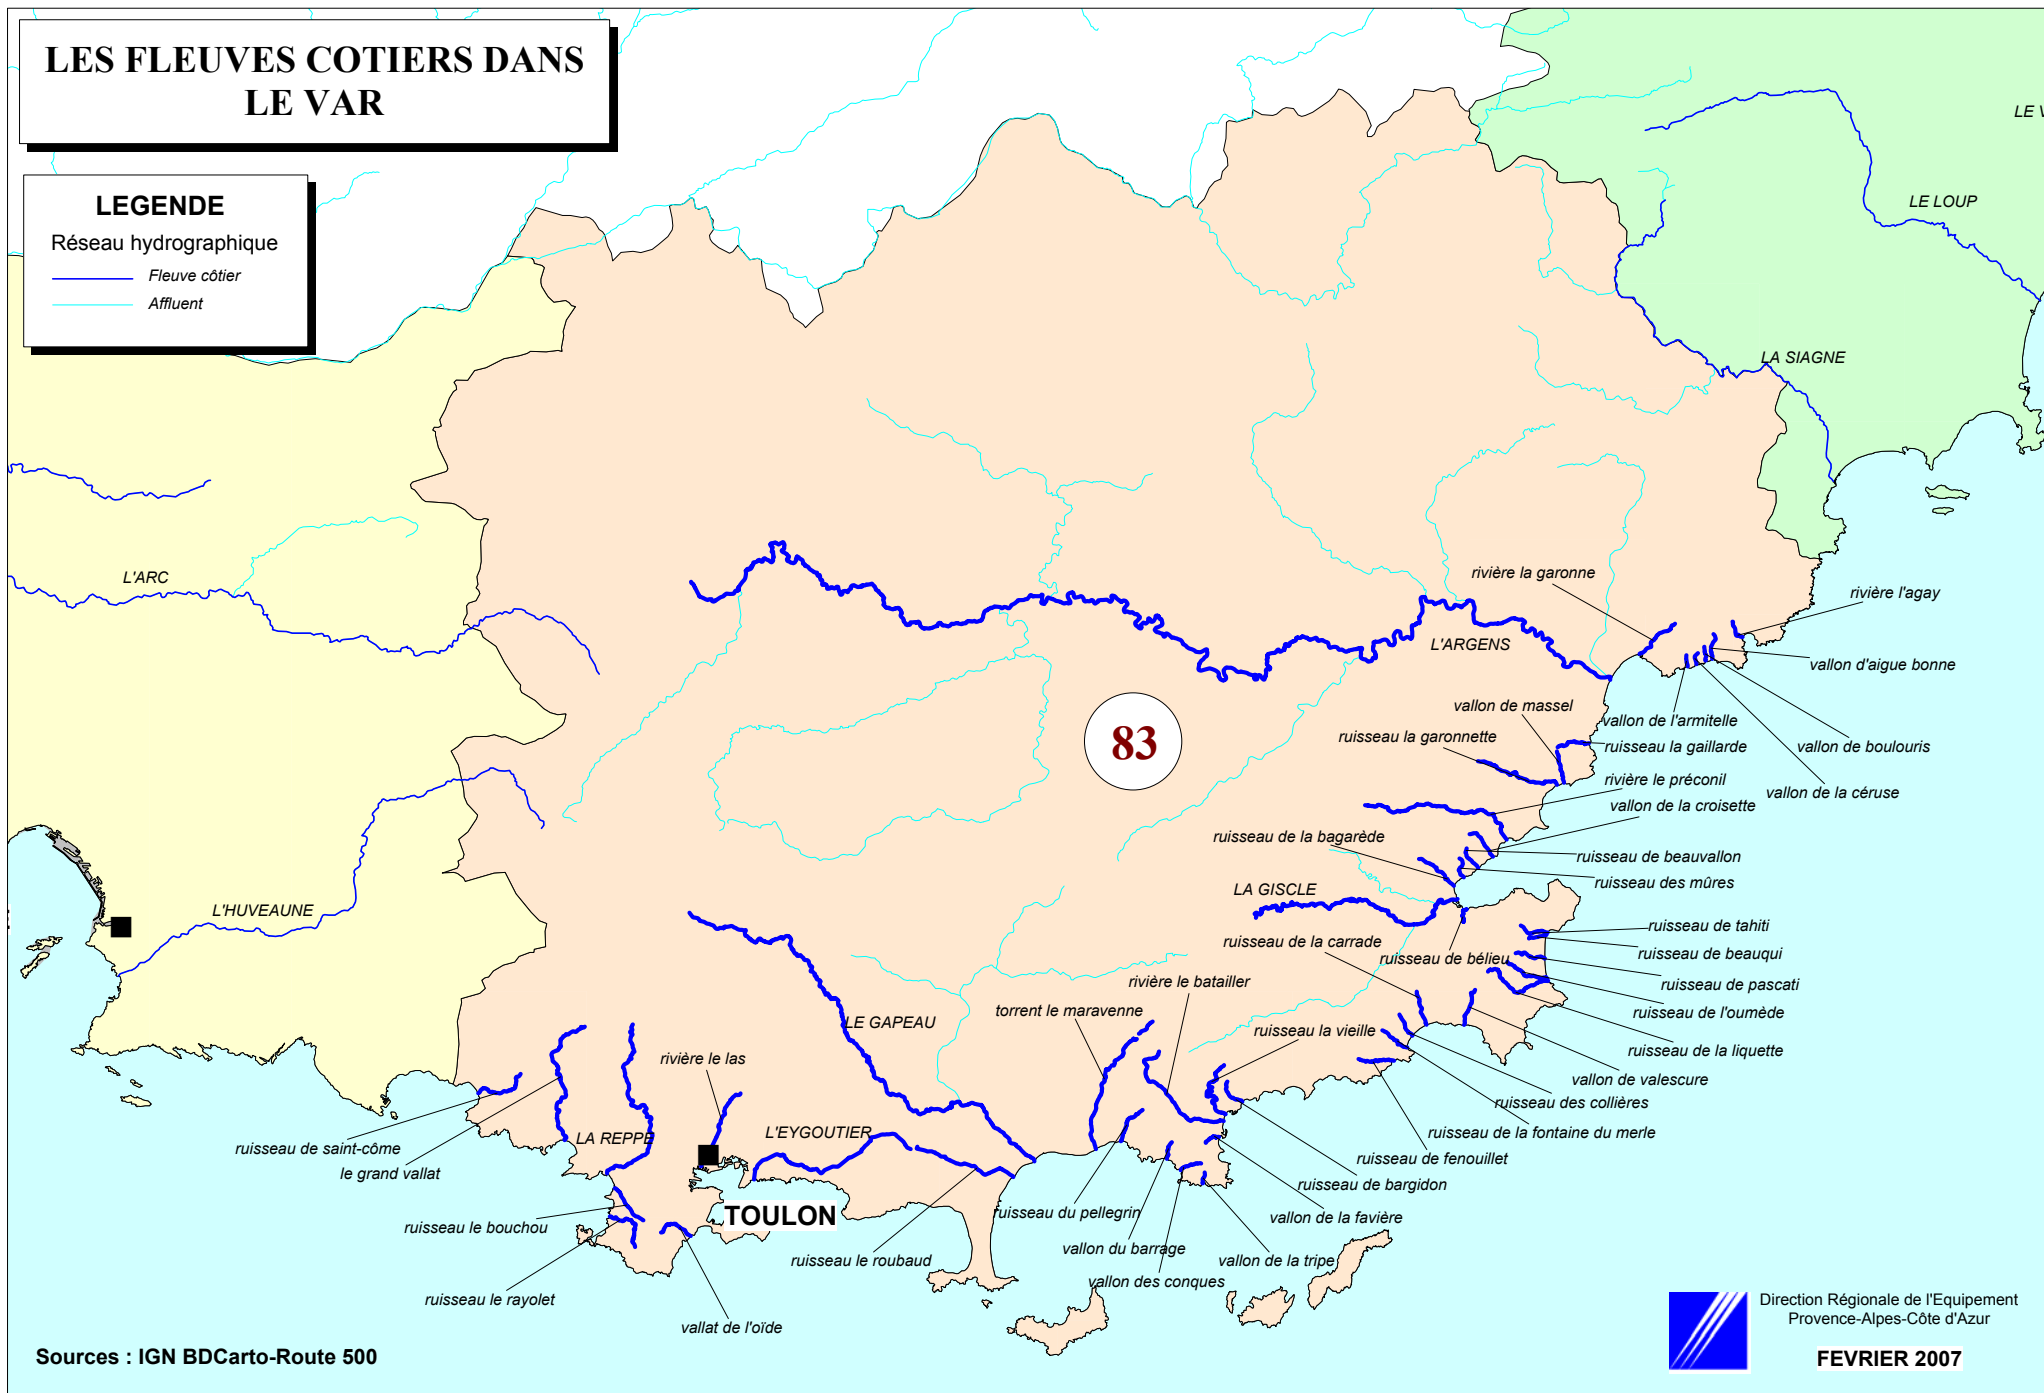 LES FLEUVES COTIERS DANS
LE VAR
LEGENDE
Réseau hydrographique
Fleuve côtier
Affluent
LE V
LE LOUP
LA SIAGNE
L'ARC
rivière la garonne
rivière l'agay
L'ARGENS
vallon d'aigue bonne
vallon de massel
vallon de l'armitelle
ruisseau la garonnette
ruisseau la gaillarde
vallon de boulouris
83
rivière le préconil
vallon de la céruse
vallon de la croisette
ruisseau de la bagarède
ruisseau de beauvallon
ruisseau des mûres
LA GISCLE
L'HUVEAUNE
ruisseau de tahiti
ruisseau de la carrade
ruisseau de beauqui
ruisseau de bélieu
rivière le batailler
ruisseau de pascati
torrent le maravenne
ruisseau de l'oumède
LE GAPEAU
ruisseau la vieille
ruisseau de la liquette
rivière le las
vallon de valescure
ruisseau des collières
L'EYGOUTIER
ruisseau de la fontaine du merle
LA REPPE
ruisseau de saint-côme
ruisseau de fenouillet
le grand vallat
ruisseau de bargidon
ruisseau du pellegrin
TOULON
vallon de la favière
ruisseau le bouchou
vallon du barrage
ruisseau le roubaud
vallon de la tripe
vallon des conques
ruisseau le rayolet
vallat de l'oïde
Direction Régionale de l'Equipement
Provence-Alpes-Côte d'Azur
Sources : IGN BDCarto-Route 500
FEVRIER 2007